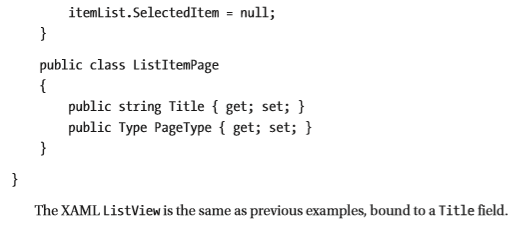 itemList.SelectedItem = null;
}
public class ListItemPage
{
public string Title { get; set; }
public Type PageType { get; set; }
}
}
The XAML ListView is the same as previous examples, bound to a Title field.